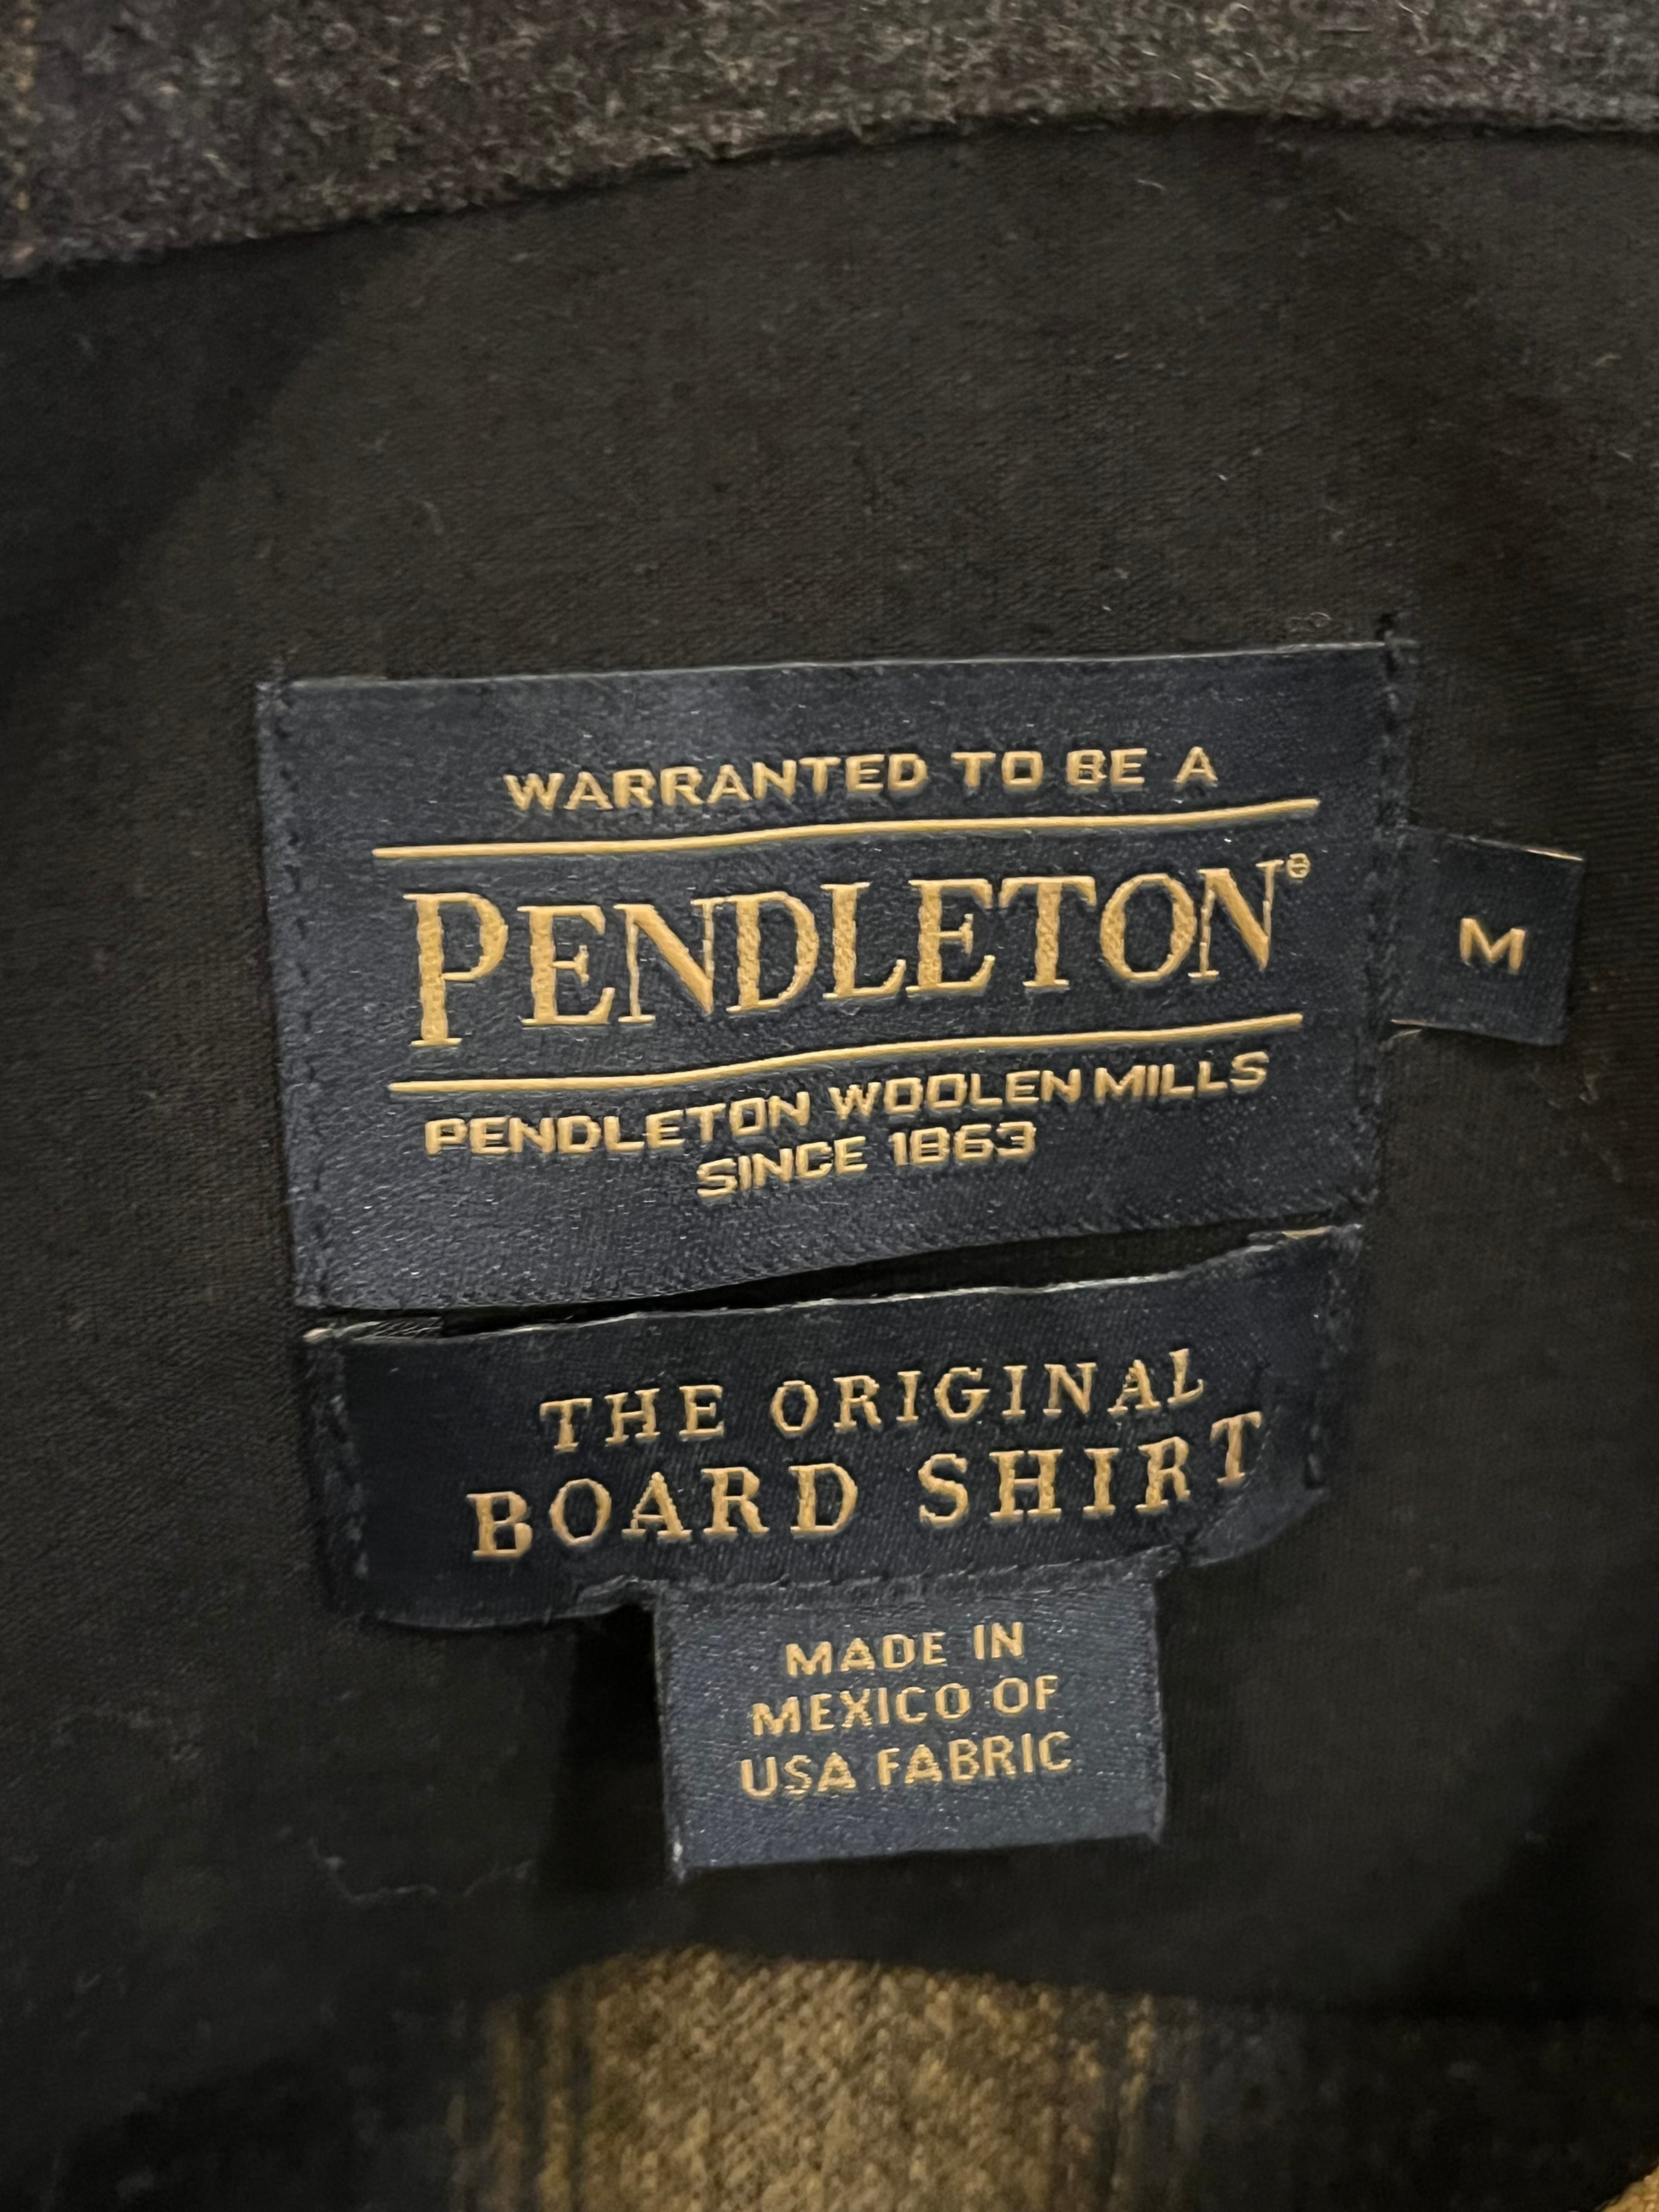 WARRANTED TO BE A
PENDLETON®
M
PENDLETON WOOLEN MILLS
SINCE 1863
THE ORIGINAL
BOARD SHIRT
MADE IN
MEXICO OF
USA FABRIC